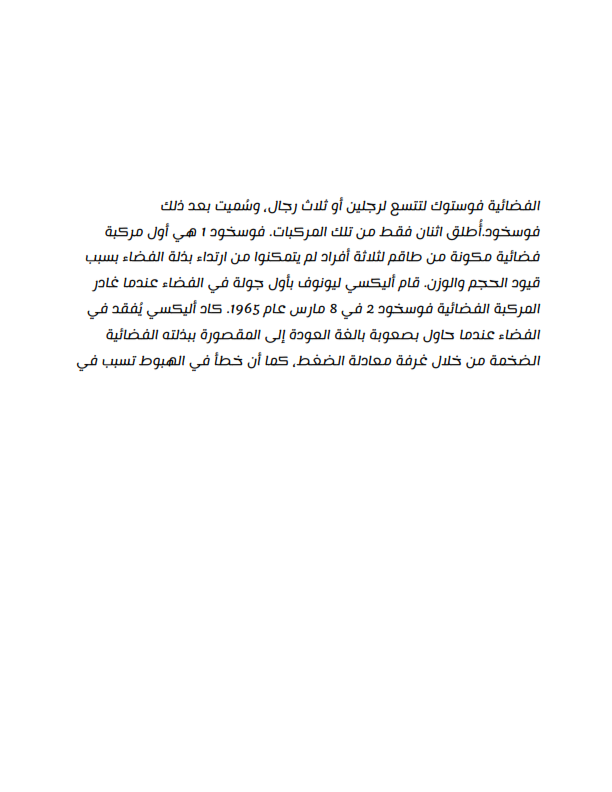 الفضائية فوستوك لتتسع لرجلين أو ثلاث رجال، وسُميت بعد ذلك
فوسخود.أُطلق اثنان فقط من تلك المركبات. فوسخود 1 هي أول مركبة
فضائية مكونة من طاقم لثلاثة أفراد لم يتمكنوا من ارتداء بذلة الفضاء بسبب
قيود الحجم والوزن. قام أليكسي ليونوف بأول جولة في الفضاء عندما غادر
المركبة الفضائية فوسخود 2 في 8 مارس عام 1965. كاد أليكسي يُفقد في
الفضاء عندما حاول بصعوبة بالغة العودة إلى المقصورة ببذلته الفضائية
الضخمة من خلال غرفة معادلة الضغط، كما أن خطأ في الهبوط تسبب في